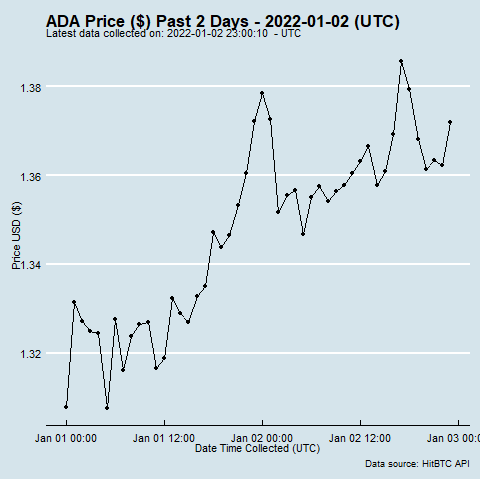 ADA Price ($) Past 2 Days - 2022-01-02 (UTC)
Latest data collected on: 2022-01-02 23:00:10 - UTC
1.38
1.36
1.34
1.32
Price USD ($)
Jan 01 00:00 Jan 01 12:00 Jan 02 00:00 Jan 02 12:00 Jan 03 00:00
Date Time Collected (UTC)
Data source: HitBTC API